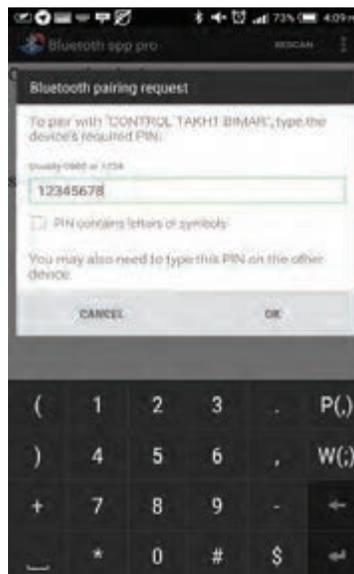 73% 4:09
Bluetoth spp pro RESCAN
Bluetooth pairing request
To pair with "CONTROL TAKHT BIMAR", type the
device's required PIN:
Usually 0000 or 1234
12345678
PIN contains letters or symbols
You may also need to type this PIN on the other
device.
CANCEL OK
( 1 2 3 . P(,)
) 4 5 6 , W(;)
+ 7 8 9 -
* 0 # $